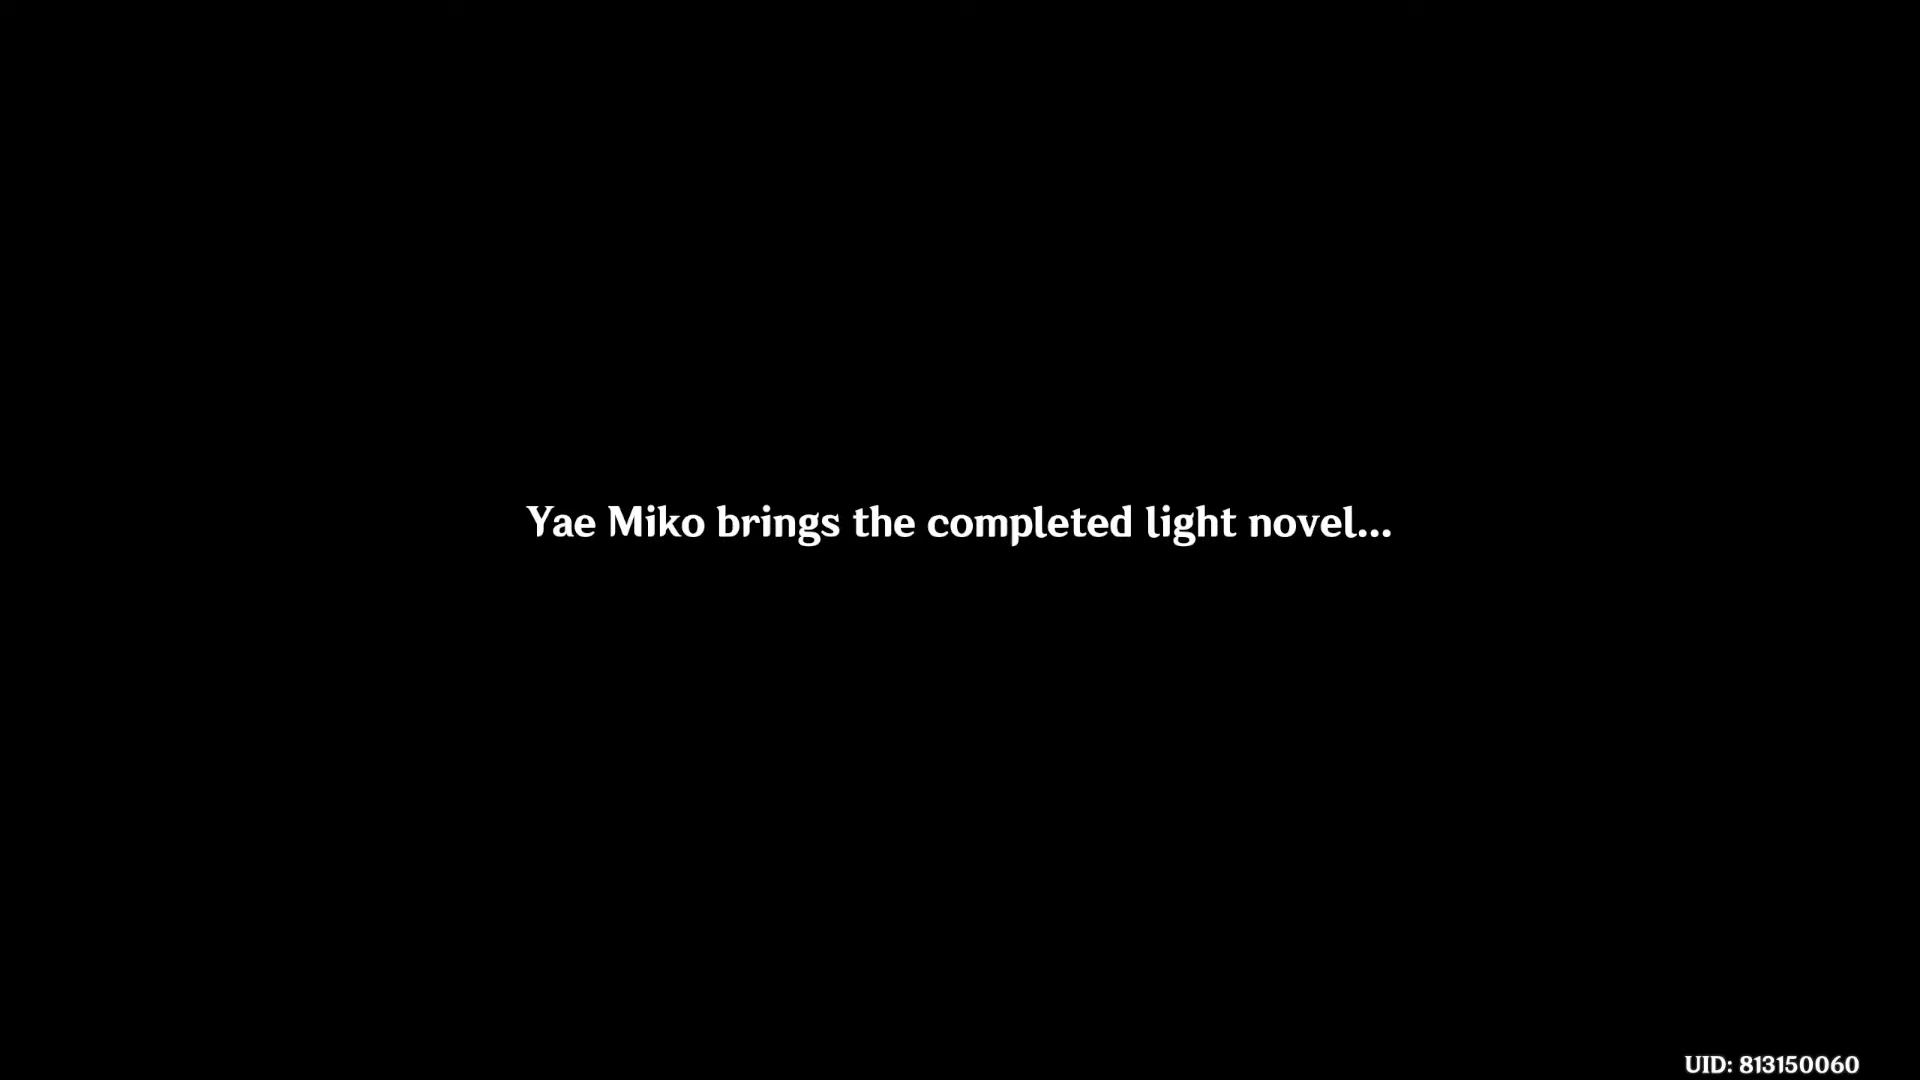 Yae Miko brings the completed light novel...
UID: 813150060